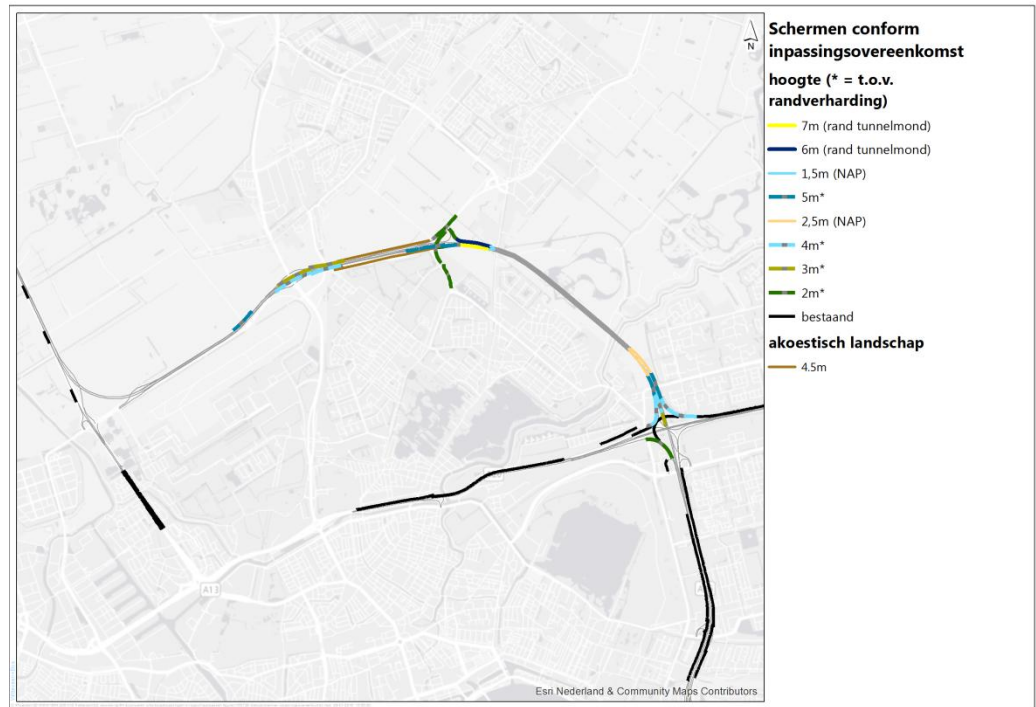 Schermen conform
inpassingsovereenkomst
hoogte (* = t.o.v.
randverharding)
7m (rand tunnelmond)
6m (rand tunnelmond)
1,5m (NAP)
5m*
2,5m (NAP)
4m*
3m*
2m*
bestaand
akoestisch landschap
4.5m
N
A13
Esri Nederland & Community Maps Contributors